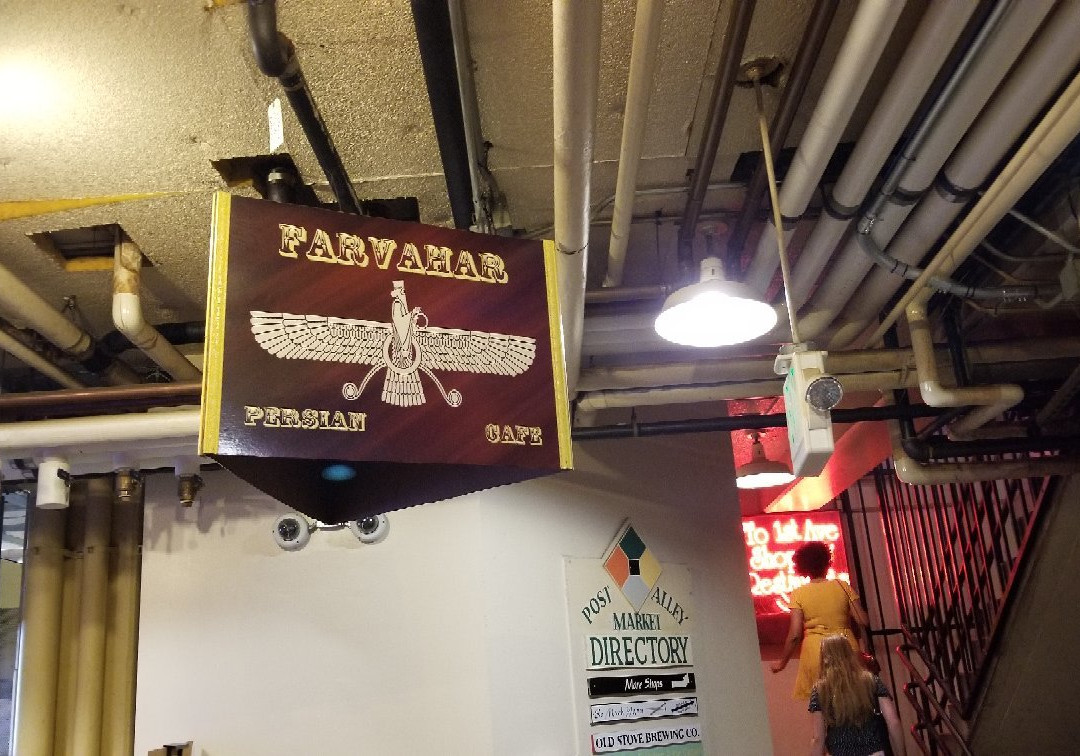 FARVAHAR
PERSIAN CAFE
To 1st Ave
POST ALLEY
MARKET
DIRECTORY
More Shops
OLD STOVE BREWING CO.